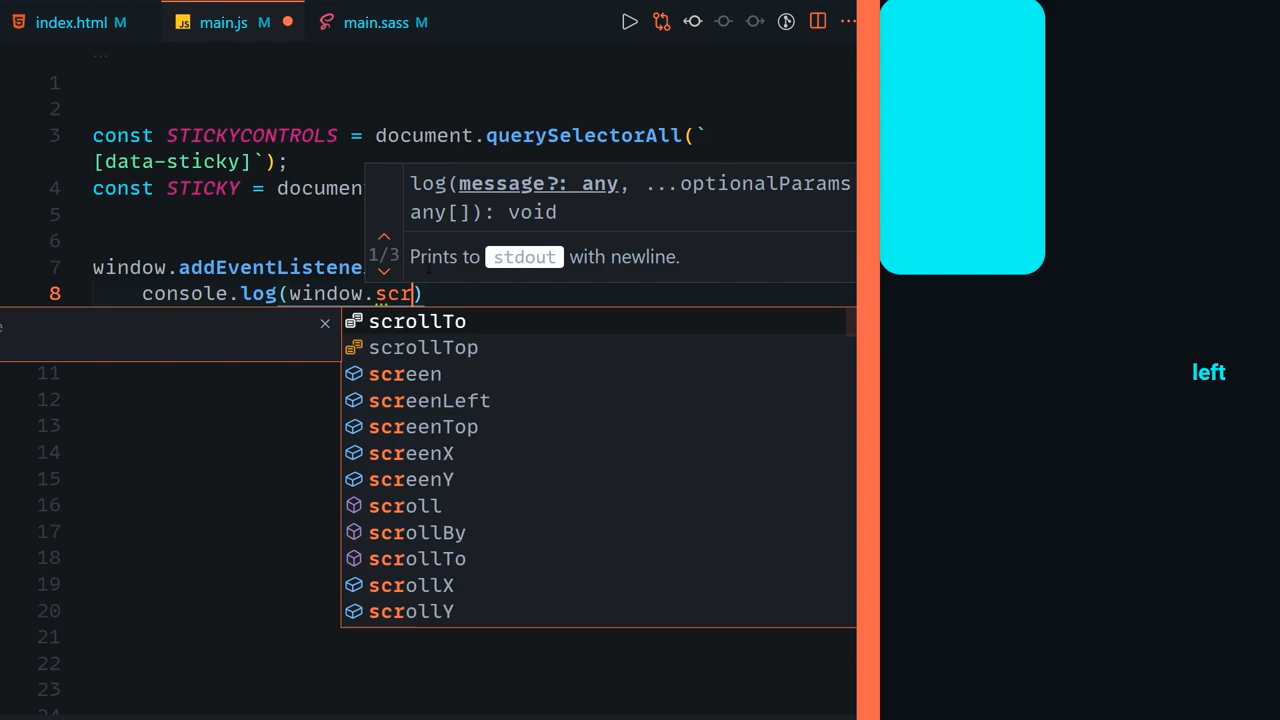 index.html M
JS main.js M
main.sass M
...
1
2
3 const STICKYCONTROLS = document.querySelectorAll(`
[data-sticky]`);
4 const STICKY = document
5
6
7 window.addEventListene
8 console.log(window.scr)
log(message?: any, ...optionalParams
any[]): void
1/3
Prints to stdout with newline.
scrollTo
scrollTop
screen
screenLeft
screenTop
screenX
screenY
scroll
scrollBy
scrollTo
scrollX
scrollY
11
12
13
14
15
16
17
18
19
20
21
22
23
24
left